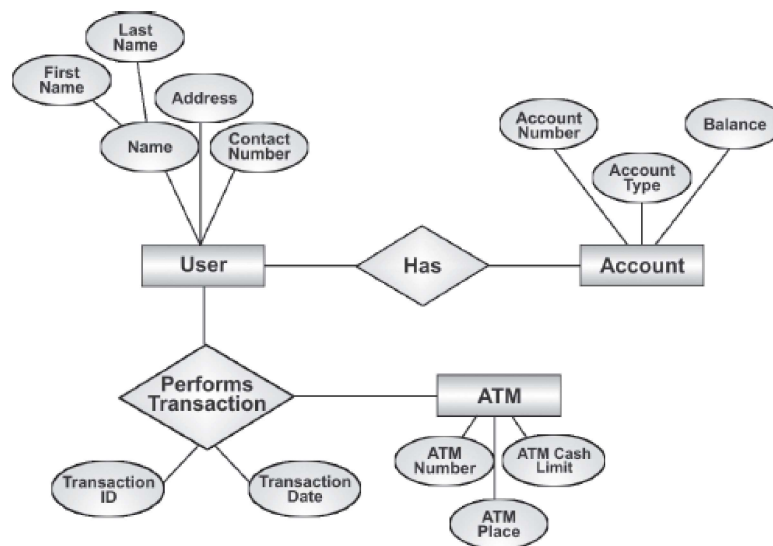 Last
Name
First
Name
Address
Name
Contact
Number
Account
Number
Balance
Account
Type
User
Has
Account
Performs
Transaction
ATM
Transaction
ID
Transaction
Date
ATM
Number
ATM Cash
Limit
ATM
Place